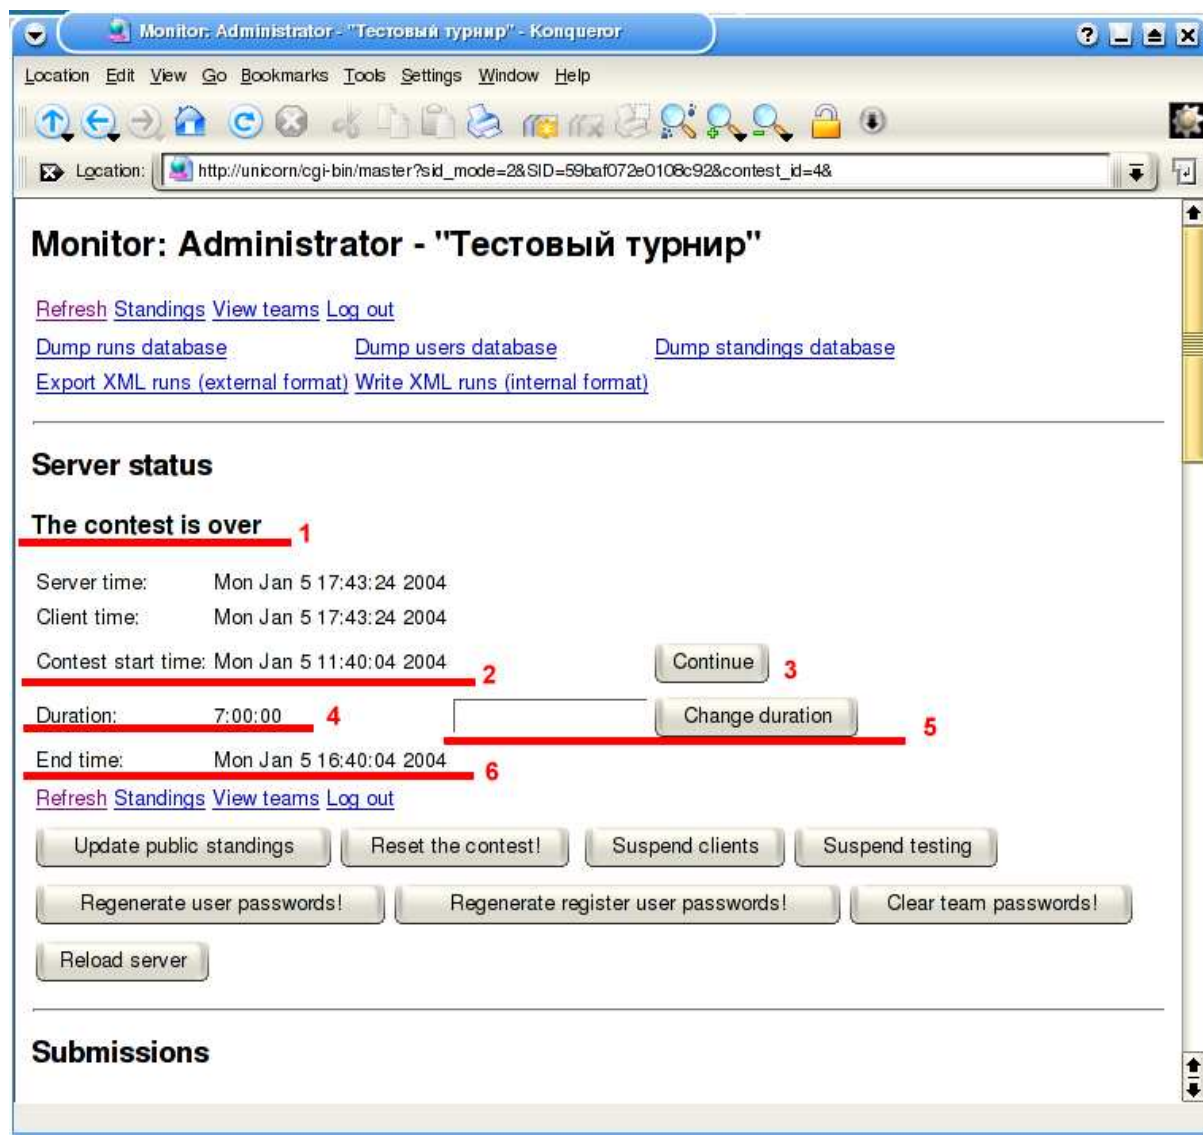 Monitor: Administrator - "Тестовый турнир" - Konqueror
Location Edit View Go Bookmarks Tools Settings Window Help
Location: http://unicorn/cgi-bin/master?sid_mode=2&SID=59baf072e0108c92&contest_id=4&
Monitor: Administrator - "Тестовый турнир"
Refresh Standings View teams Log out
Dump runs database Dump users database Dump standings database
Export XML runs (external format) Write XML runs (internal format)
Server status
The contest is over 1
Server time: Mon Jan 5 17:43:24 2004
Client time: Mon Jan 5 17:43:24 2004
Contest start time: Mon Jan 5 11:40:04 2004 2 Continue 3
Duration: 7:00:00 4 Change duration 5
End time: Mon Jan 5 16:40:04 2004 6
Refresh Standings View teams Log out
Update public standings Reset the contest! Suspend clients Suspend testing
Regenerate user passwords! Regenerate register user passwords! Clear team passwords!
Reload server
Submissions